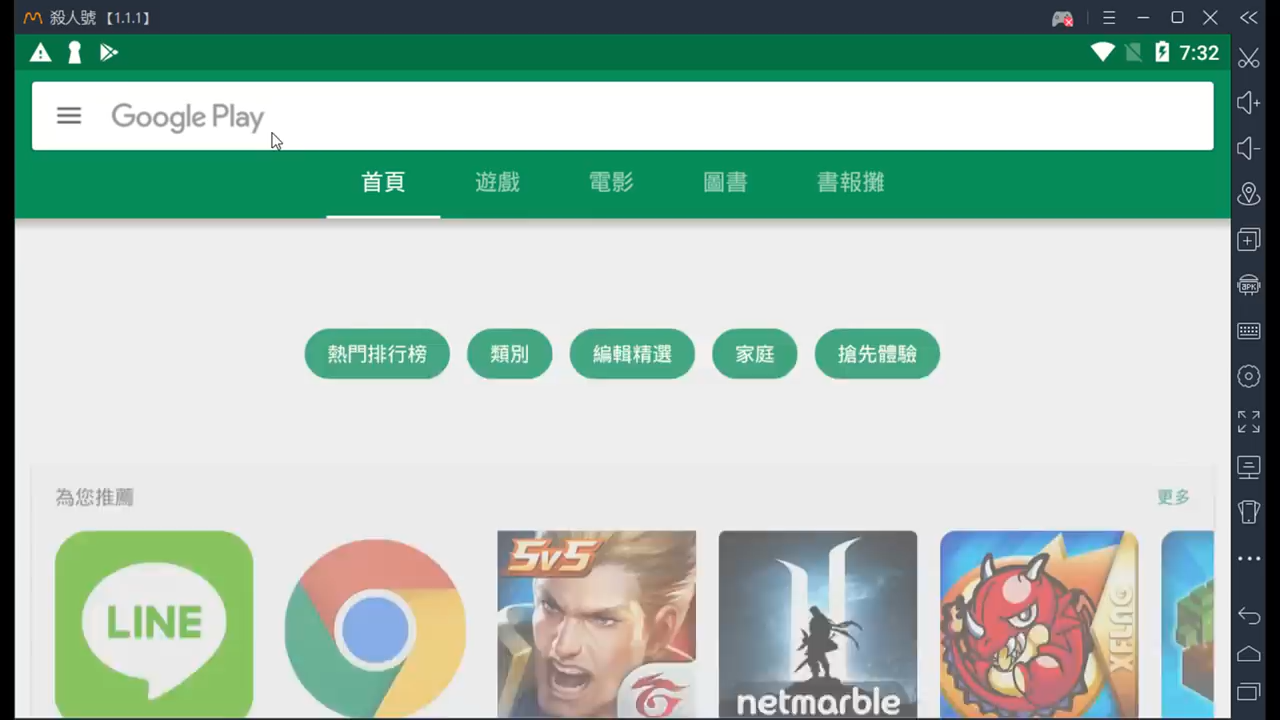 殺人號 【1.1.1】
7:32
Google Play
首頁 遊戲 電影 圖書 書報攤
熱門排行榜 類別 編輯精選 家庭 搶先體驗
為您推薦 更多
LINE
5v5
netmarble
XFLAG
APK